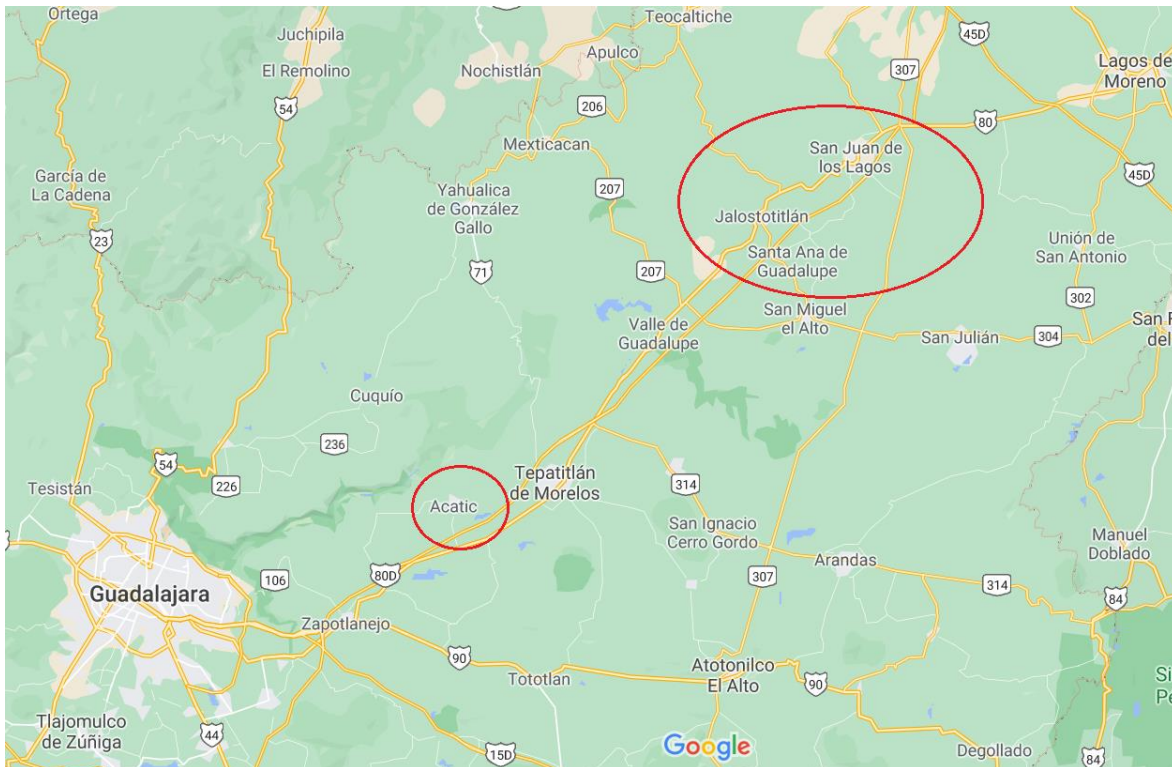 Ortega
Teocaltiche
Juchipila
45D
Apulco
Lagos de
Moreno
El Remolino
Nochistlán
307
54
206
80
Mexticacan
San Juan de
los Lagos
García de
La Cadena
45D
Yahualica
de González
Gallo
207
Jalostotitlán
23
Unión de
San Antonio
Santa Ana de
Guadalupe
71
207
302
San Miguel
el Alto
Valle de
Guadalupe
San Julián
304
del
Cuquío
236
54
226
Tepatitlán
de Morelos
314
Tesistán
Acatic
San Ignacio
Cerro Gordo
Manuel
Doblado
Arandas
80D
106
307
314
Guadalajara
84
Zapotlanejo
90
Tototlan
Atotonilco
El Alto
90
Tlajomulco
de Zúñiga
44
15D
Google
Degollado
84